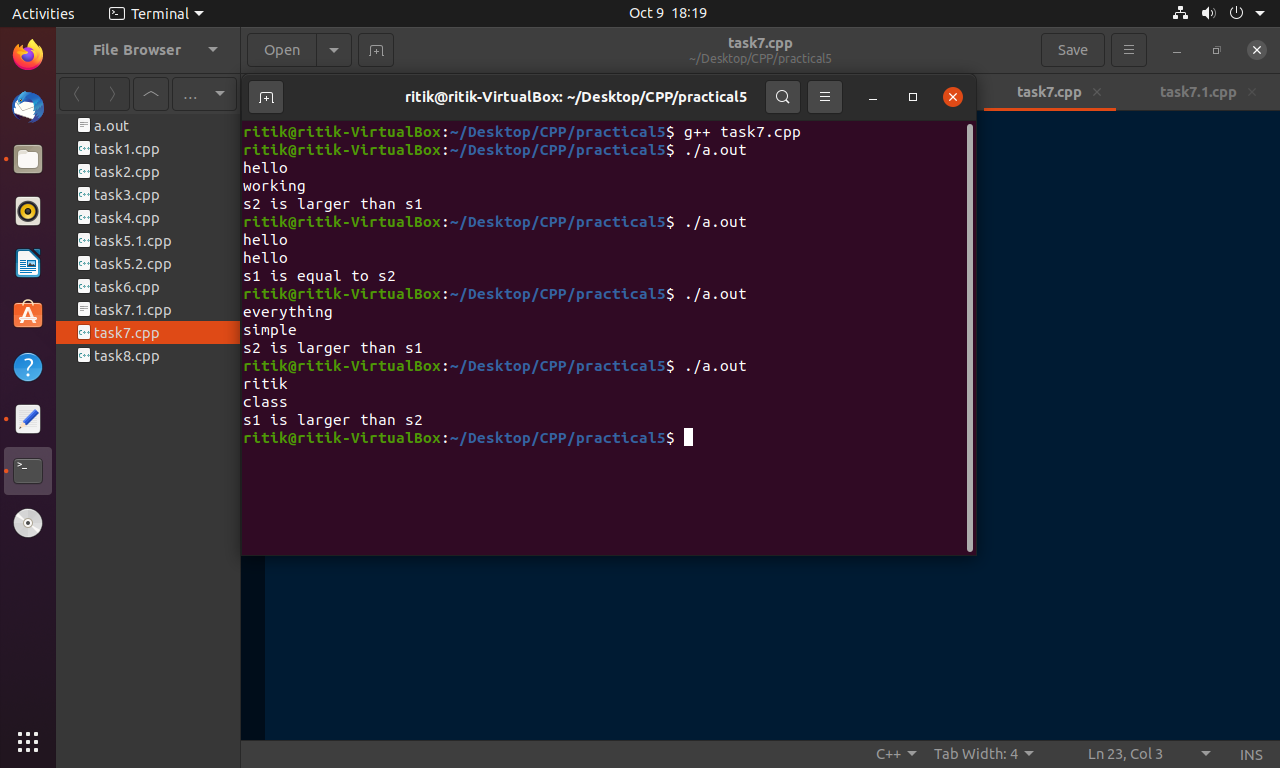 Activities
Terminal
Oct 9 18:19
File Browser
Open
task7.cpp
~/Desktop/CPP/practical5
Save
...
ritik@ritik-VirtualBox: ~/Desktop/CPP/practical5
task7.cpp
task7.1.cpp
a.out
task1.cpp
task2.cpp
task3.cpp
task4.cpp
task5.1.cpp
task5.2.cpp
task6.cpp
task7.1.cpp
task7.cpp
task8.cpp
ritik@ritik-VirtualBox:~/Desktop/CPP/practical5$ g++ task7.cpp
ritik@ritik-VirtualBox:~/Desktop/CPP/practical5$ ./a.out
hello
working
s2 is larger than s1
ritik@ritik-VirtualBox:~/Desktop/CPP/practical5$ ./a.out
hello
hello
s1 is equal to s2
ritik@ritik-VirtualBox:~/Desktop/CPP/practical5$ ./a.out
everything
simple
s2 is larger than s1
ritik@ritik-VirtualBox:~/Desktop/CPP/practical5$ ./a.out
ritik
class
s1 is larger than s2
ritik@ritik-VirtualBox:~/Desktop/CPP/practical5$
C++
Tab Width: 4
Ln 23, Col 3
INS